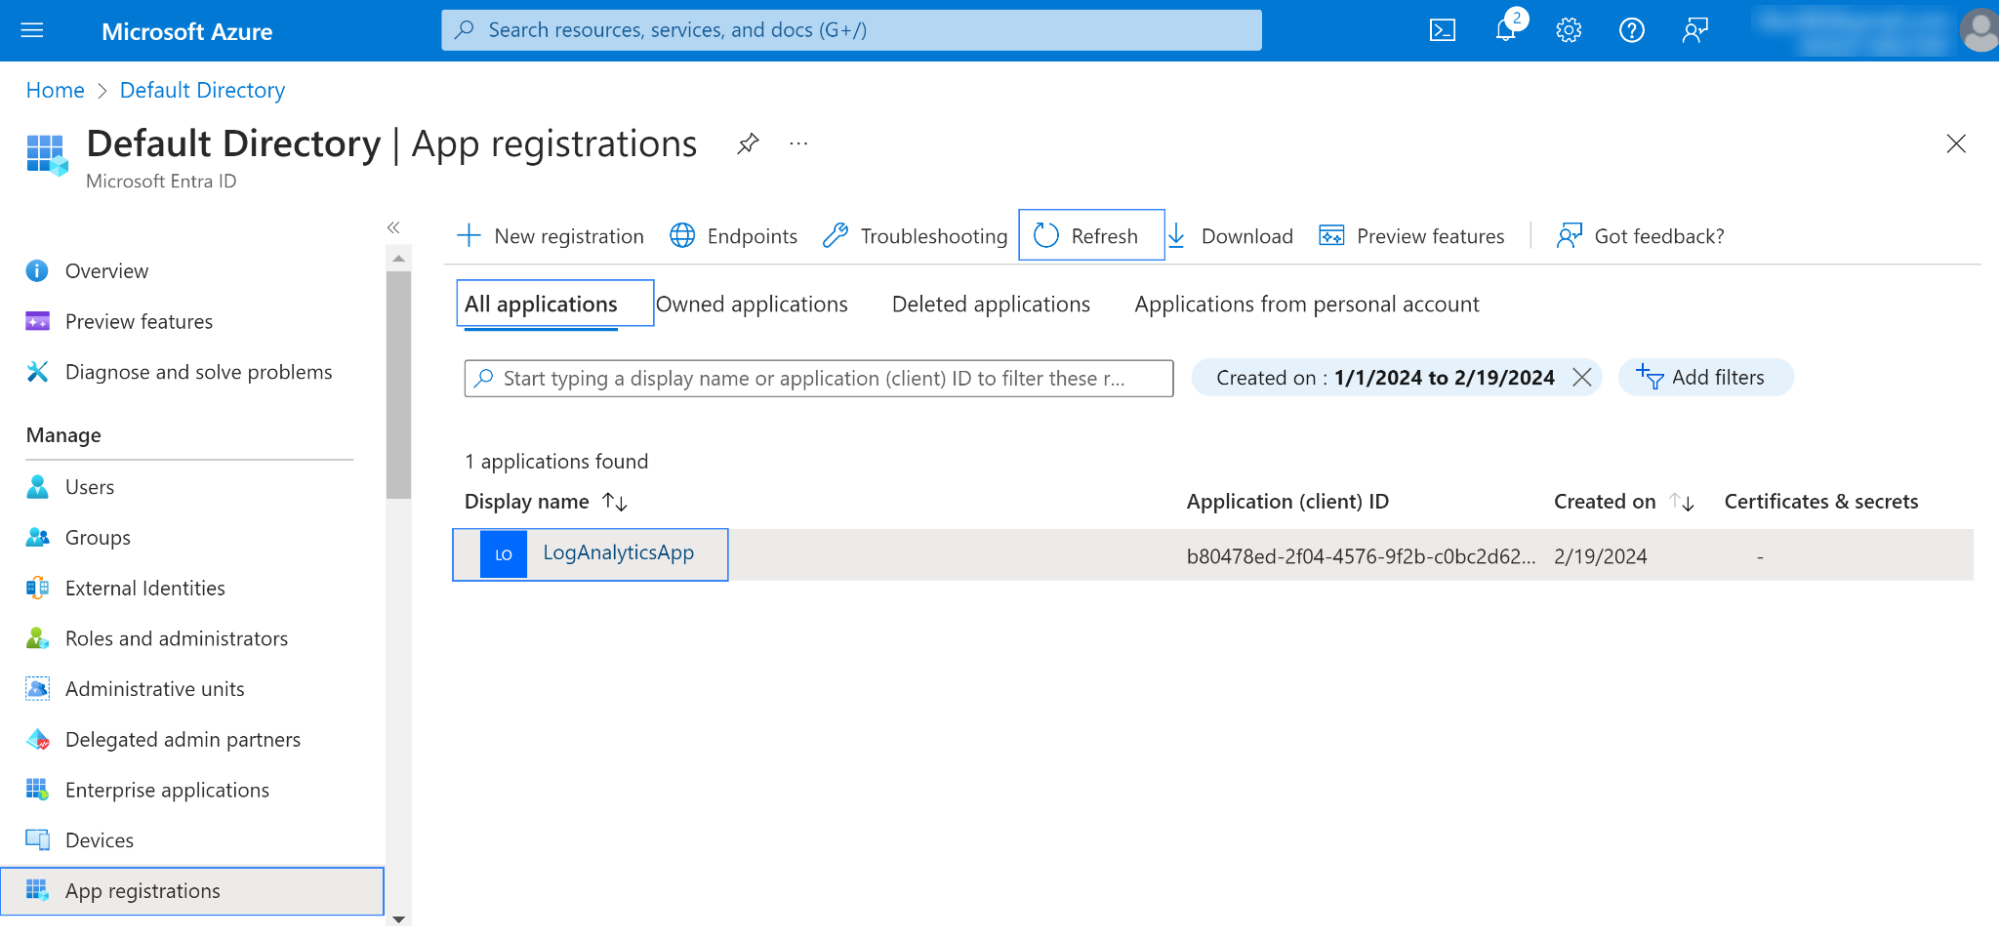 Microsoft Azure
Search resources, services, and docs (G+/)
2
Home > Default Directory
Default Directory | App registrations
...
Microsoft Entra ID
«
Overview
Preview features
Diagnose and solve problems
Manage
Users
Groups
External Identities
Roles and administrators
Administrative units
Delegated admin partners
Enterprise applications
Devices
App registrations
New registration
Endpoints
Troubleshooting
Refresh
Download
Preview features
Got feedback?
All applications
Owned applications
Deleted applications
Applications from personal account
Start typing a display name or application (client) ID to filter these r...
Created on : 1/1/2024 to 2/19/2024
Add filters
1 applications found
Display name ↑↓
Application (client) ID
Created on ↑↓
Certificates & secrets
LO
LogAnalyticsApp
b80478ed-2f04-4576-9f2b-c0bc2d62...
2/19/2024
-